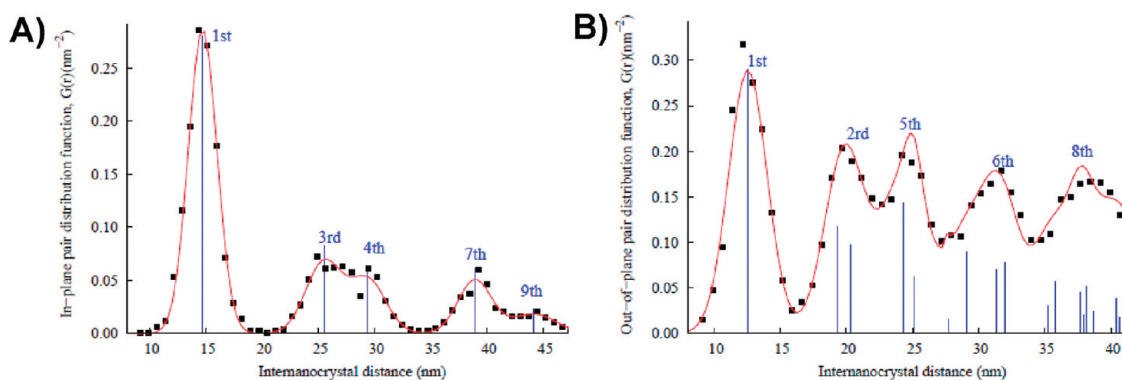 A)
In-plane pair distribution function, G(r)(nm-2)
0.25
0.20
0.15
0.10
0.05
0.00
1st
3rd
4th
7th
9th
10 15 20 25 30 35 40 45
Internanocrystal distance (nm)
B)
Out-of-plane pair distribution function, G(r)(nm-2)
0.30
0.25
0.20
0.15
0.10
0.05
0.00
1st
2rd
5th
6th
8th
10 15 20 25 30 35 40
Internanocrystal distance (nm)